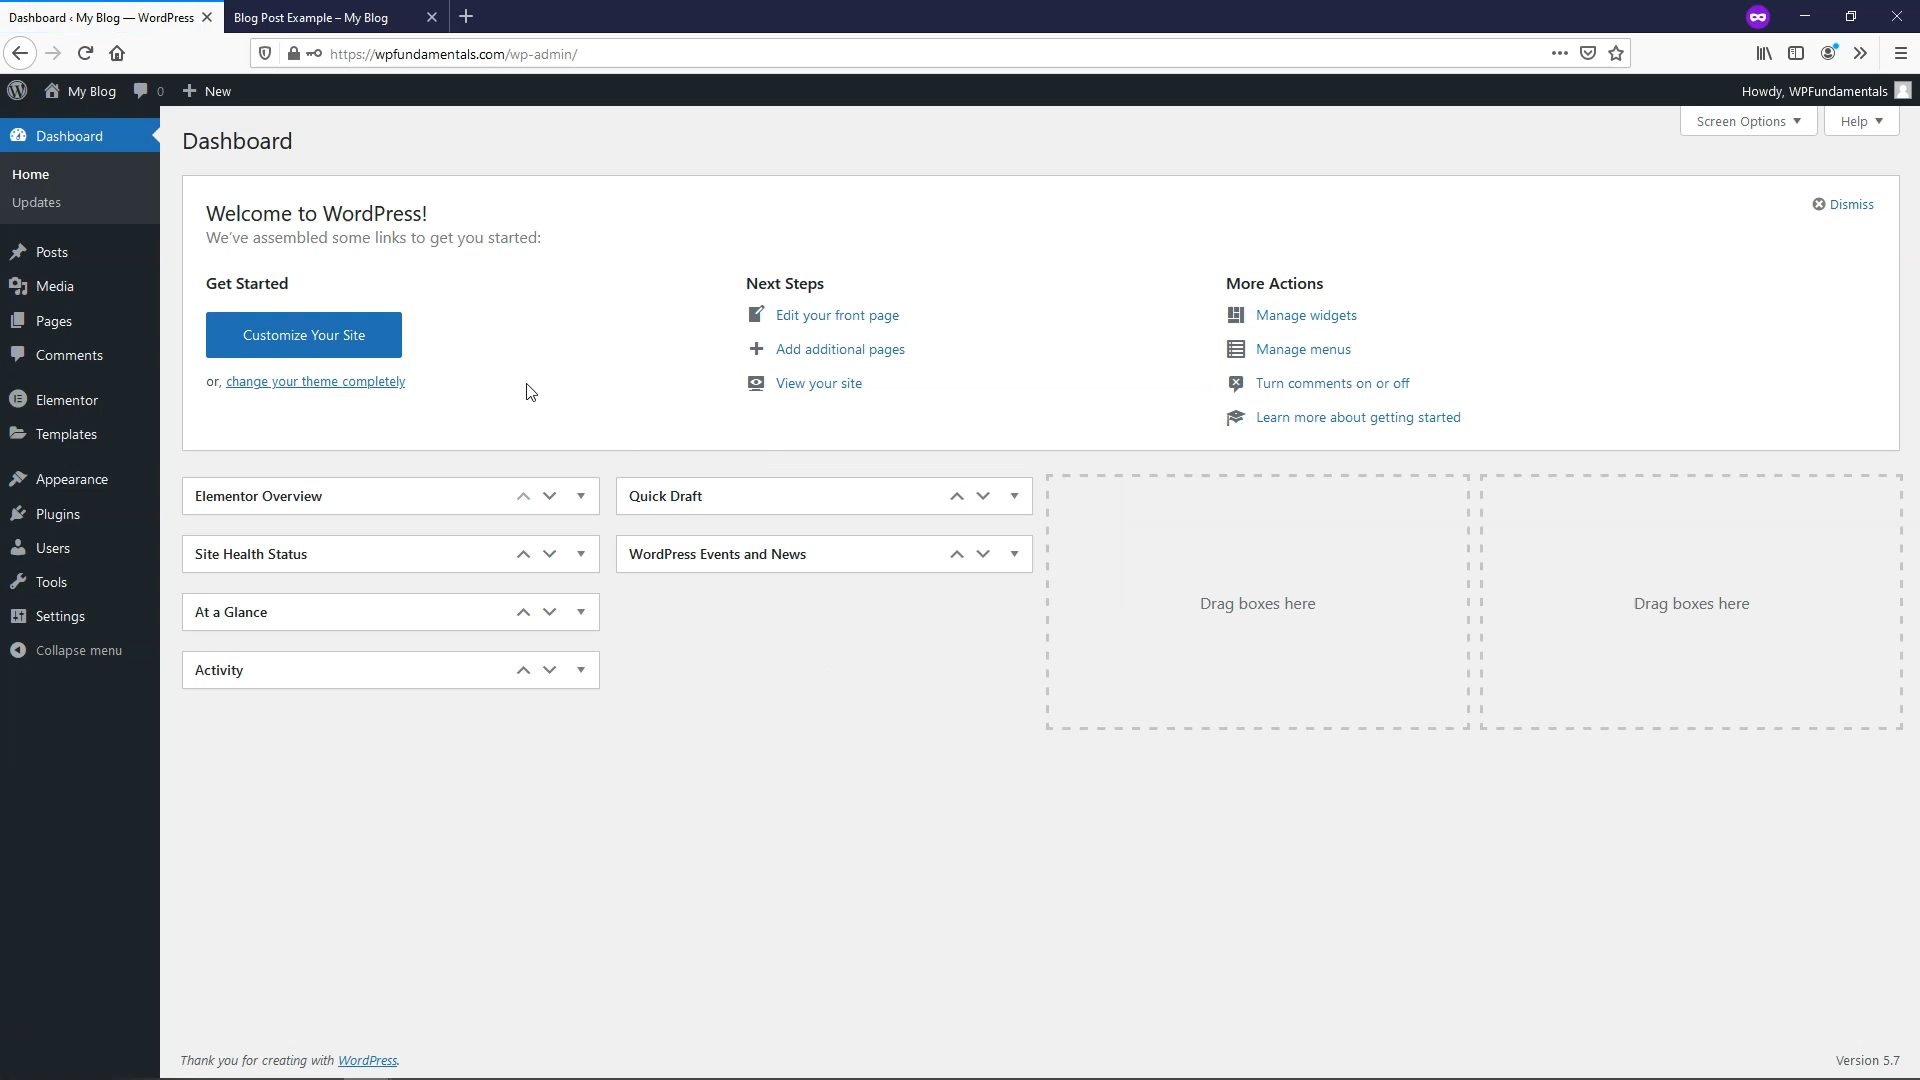 Dashboard ‹ My Blog — WordPress
Blog Post Example – My Blog
https://wpfundamentals.com/wp-admin/
My Blog
0
New
Howdy, WPFundamentals
Dashboard
Home
Updates
Posts
Media
Pages
Comments
Elementor
Templates
Appearance
Plugins
Users
Tools
Settings
Collapse menu
Dashboard
Screen Options
Help
Welcome to WordPress!
We've assembled some links to get you started:
Dismiss
Get Started
Customize Your Site
or, change your theme completely
Next Steps
Edit your front page
Add additional pages
View your site
More Actions
Manage widgets
Manage menus
Turn comments on or off
Learn more about getting started
Elementor Overview
Site Health Status
At a Glance
Activity
Quick Draft
WordPress Events and News
Drag boxes here
Drag boxes here
Thank you for creating with WordPress.
Version 5.7